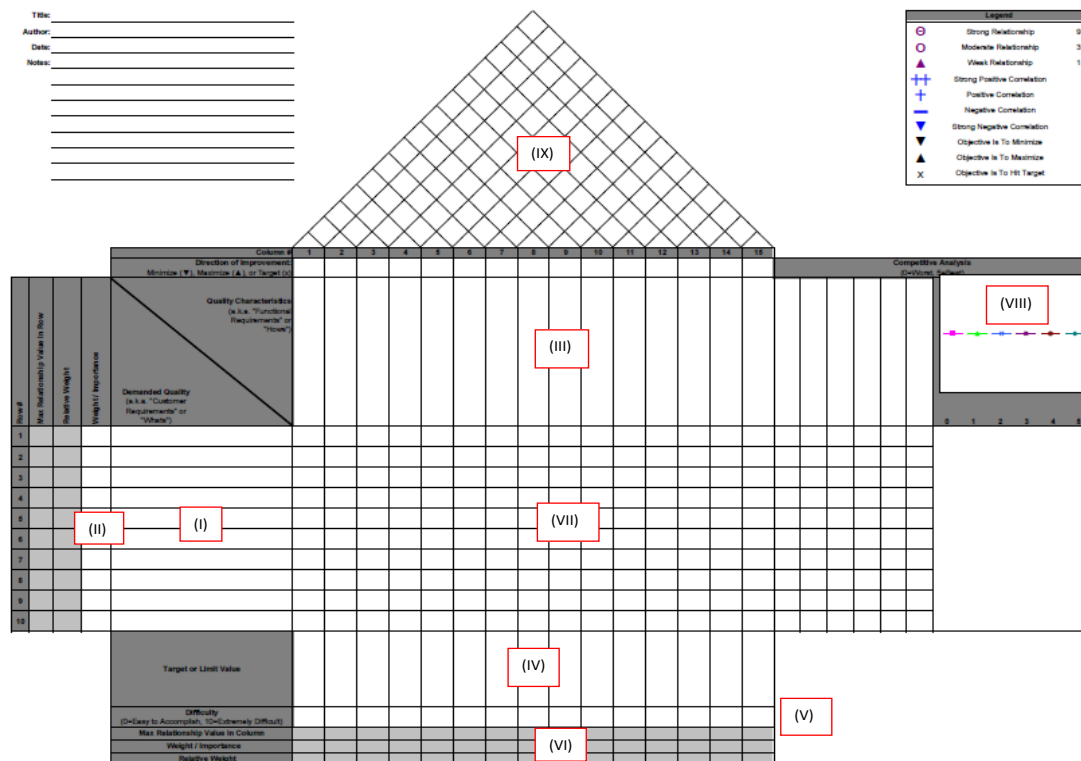 Title:
Author:
Date:
Notes:
Legend
Θ Strong Relationship 9
Ο Moderate Relationship 3
▲ Weak Relationship 1
┼┼ Strong Positive Correlation
┼ Positive Correlation
▬ Negative Correlation
▼ Strong Negative Correlation
▼ Objective Is To Minimize
▲ Objective Is To Maximize
x Objective Is To Hit Target
(IX)
Column # 1 2 3 4 5 6 7 8 9 10 11 12 13 14 15
Direction of Improvement:
Minimize (▼), Maximize (▲), or Target (x)
Competitive Analysis
(0=Worst, 5=Best)
Row #
Max Relationship Value in Row
Relative Weight
Weight / Importance
Quality Characteristics
(a.k.a. "Functional
Requirements" or
"Hows")
Demanded Quality
(a.k.a. "Customer
Requirements" or
"Whats")
(III)
(VIII)
0 1 2 3 4 5
1
2
3
4
5
6
7
8
9
10
(II)
(I)
(VII)
Target or Limit Value
(IV)
Difficulty
(0=Easy to Accomplish, 10=Extremely Difficult)
(V)
Max Relationship Value in Column
Weight / Importance
Relative Weight
(VI)